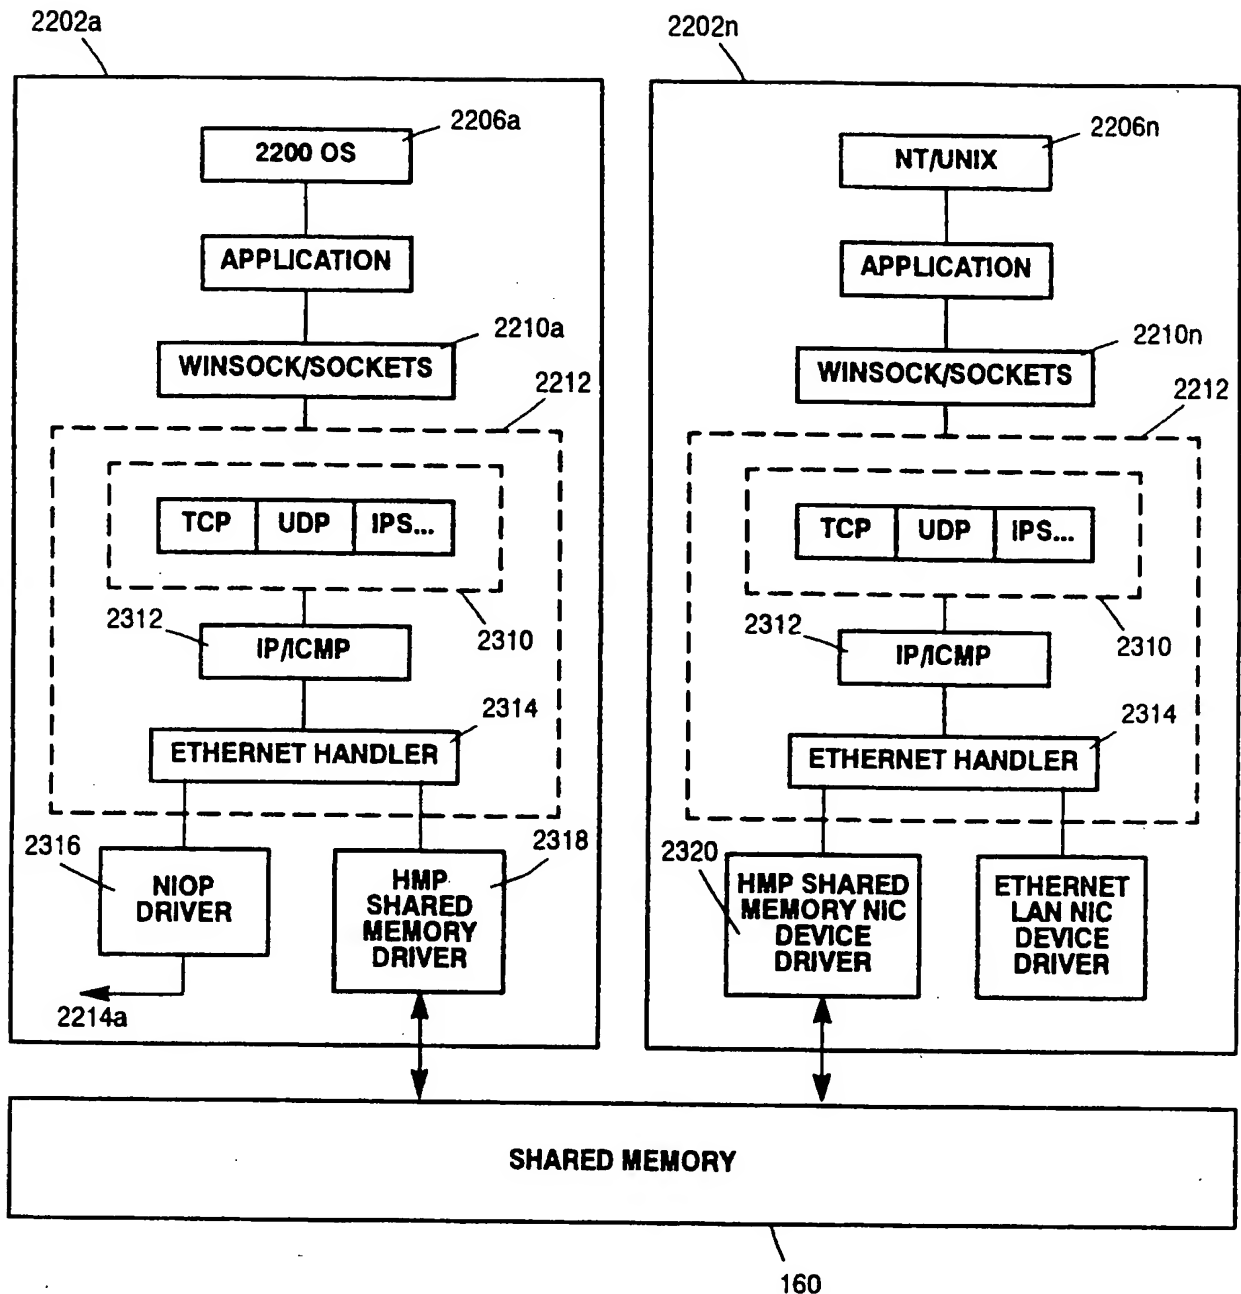 2202a
2206a
2200 OS
APPLICATION
2210a
WINSOCK/SOCKETS
2212
TCP UDP IPS...
2312
2310
IP/ICMP
2314
ETHERNET HANDLER
2316
2318
NIOP
DRIVER
HMP
SHARED
MEMORY
DRIVER
2214a
2202n
2206n
NT/UNIX
APPLICATION
2210n
WINSOCK/SOCKETS
2212
TCP UDP IPS...
2312
2310
IP/ICMP
2314
ETHERNET HANDLER
2320
HMP SHARED
MEMORY NIC
DEVICE
DRIVER
ETHERNET
LAN NIC
DEVICE
DRIVER
SHARED MEMORY
160